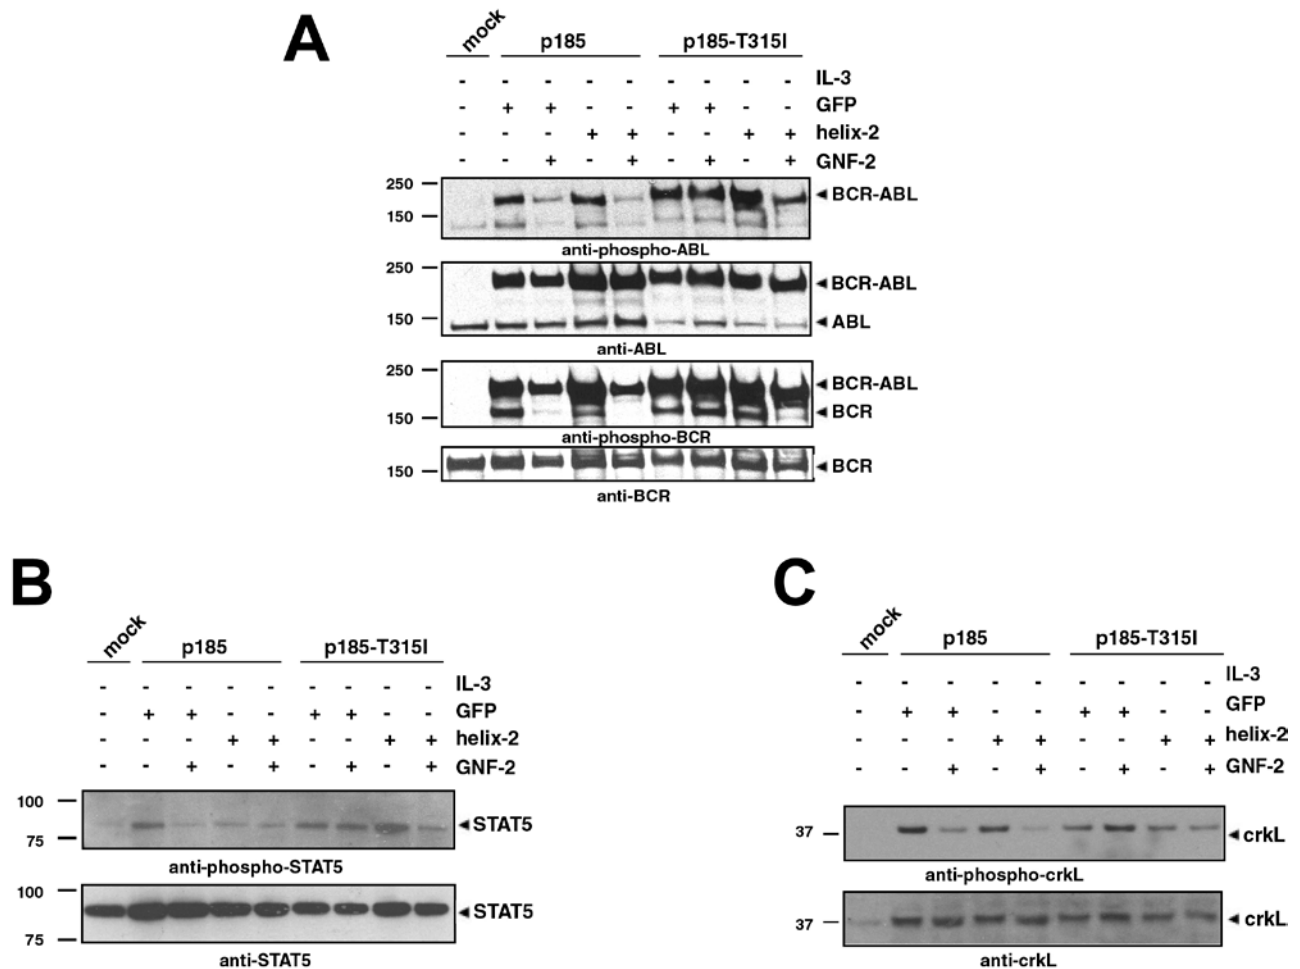 A
mock p185 p185-T315I
- - - - - - - - - IL-3
- + + - - + + - - GFP
- - - + + - - + + helix-2
- - + - + - + - + GNF-2
250
150
BCR-ABL
anti-phospho-ABL
250
BCR-ABL
150
ABL
anti-ABL
250
BCR-ABL
BCR
150
anti-phospho-BCR
150
BCR
anti-BCR
B
mock p185 p185-T315I
- - - - - - - - - IL-3
- + + - - + + - - GFP
- - - + + - - + + helix-2
- - + - + - + - + GNF-2
100
STAT5
75
anti-phospho-STAT5
100
STAT5
75
anti-STAT5
C
mock p185 p185-T315I
- - - - - - - - - IL-3
- + + - - + + - - GFP
- - - + + - - + + helix-2
- - + - + - + - + GNF-2
37
crkL
anti-phospho-crkL
37
crkL
anti-crkL